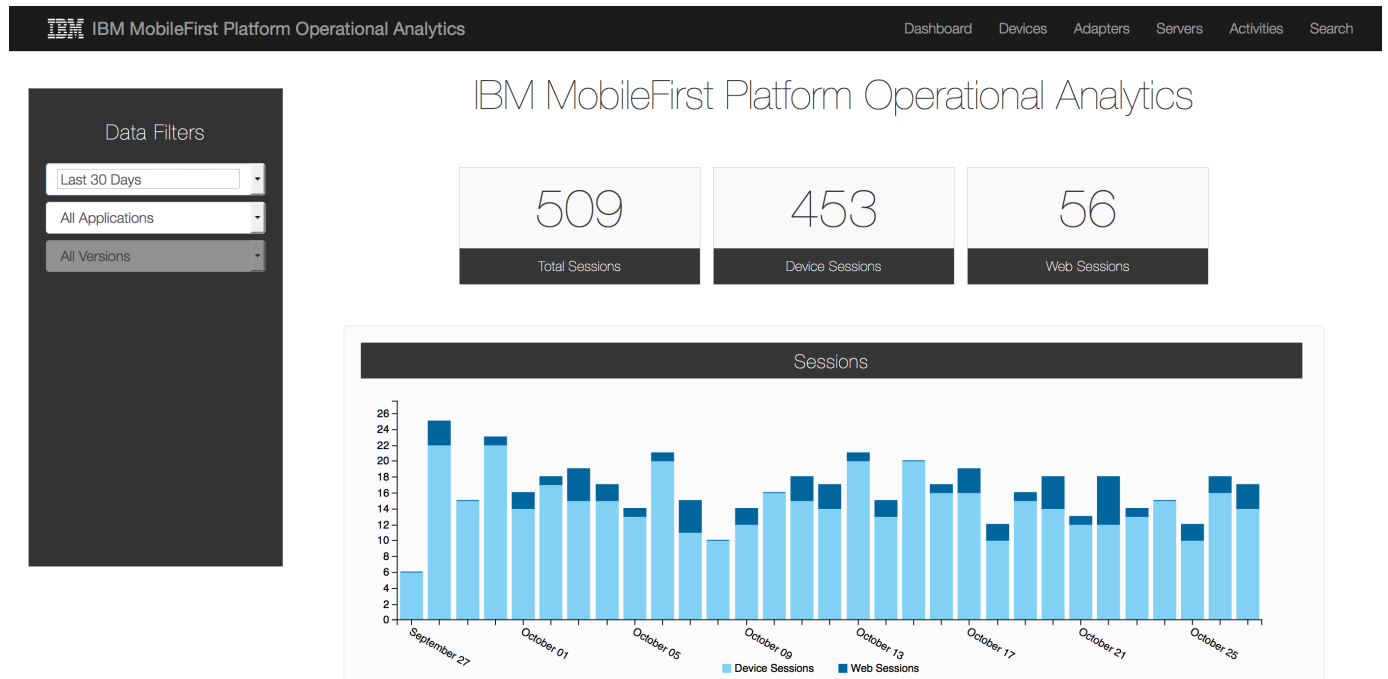 IBM IBM MobileFirst Platform Operational Analytics Dashboard Devices Adapters Servers Activities Search
IBM MobileFirst Platform Operational Analytics
Data Filters
Last 30 Days
All Applications
All Versions
509 453 56
Total Sessions Device Sessions Web Sessions
Sessions
26
24
22
20
18
16
14
12
10
8
6
4
2
0
September 27 October 01 October 05 October 09 October 13 October 17 October 21 October 25
Device Sessions Web Sessions